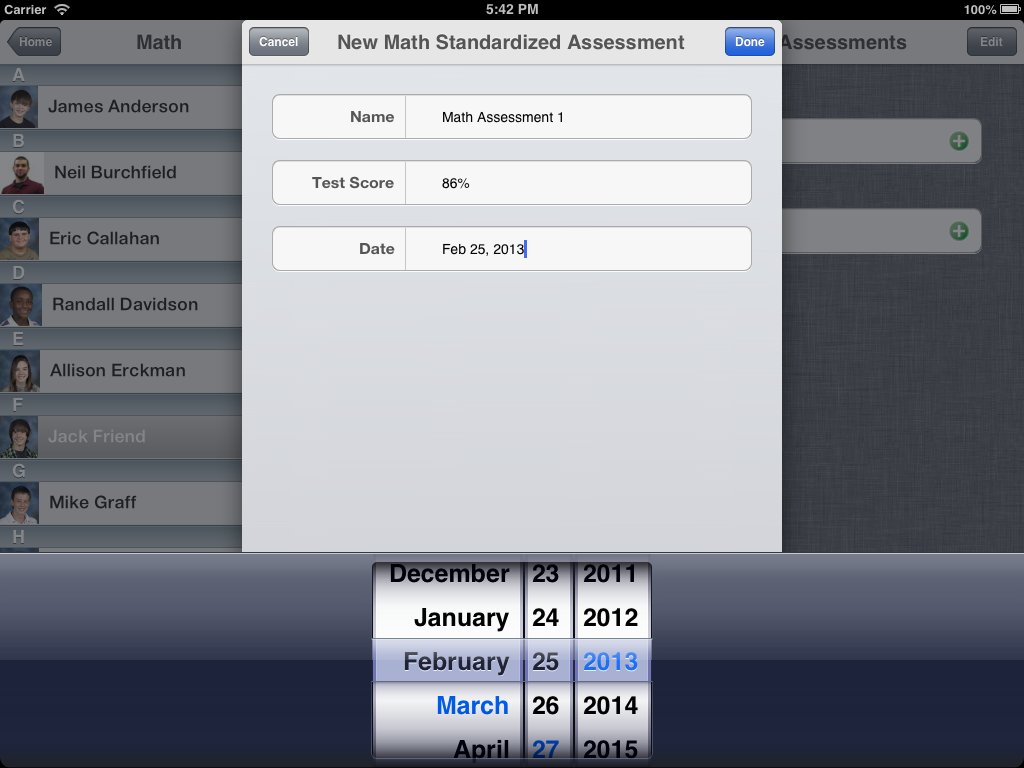 Carrier 5:42 PM 100%
Home Math Cancel New Math Standardized Assessment Done Assessments Edit
A
James Anderson
Name Math Assessment 1
B
Neil Burchfield
Test Score 86%
C
Eric Callahan
Date Feb 25, 2013
D
Randall Davidson
E
Allison Erckman
F
Jack Friend
G
Mike Graff
H
December 23 2011
January 24 2012
February 25 2013
March 26 2014
April 27 2015